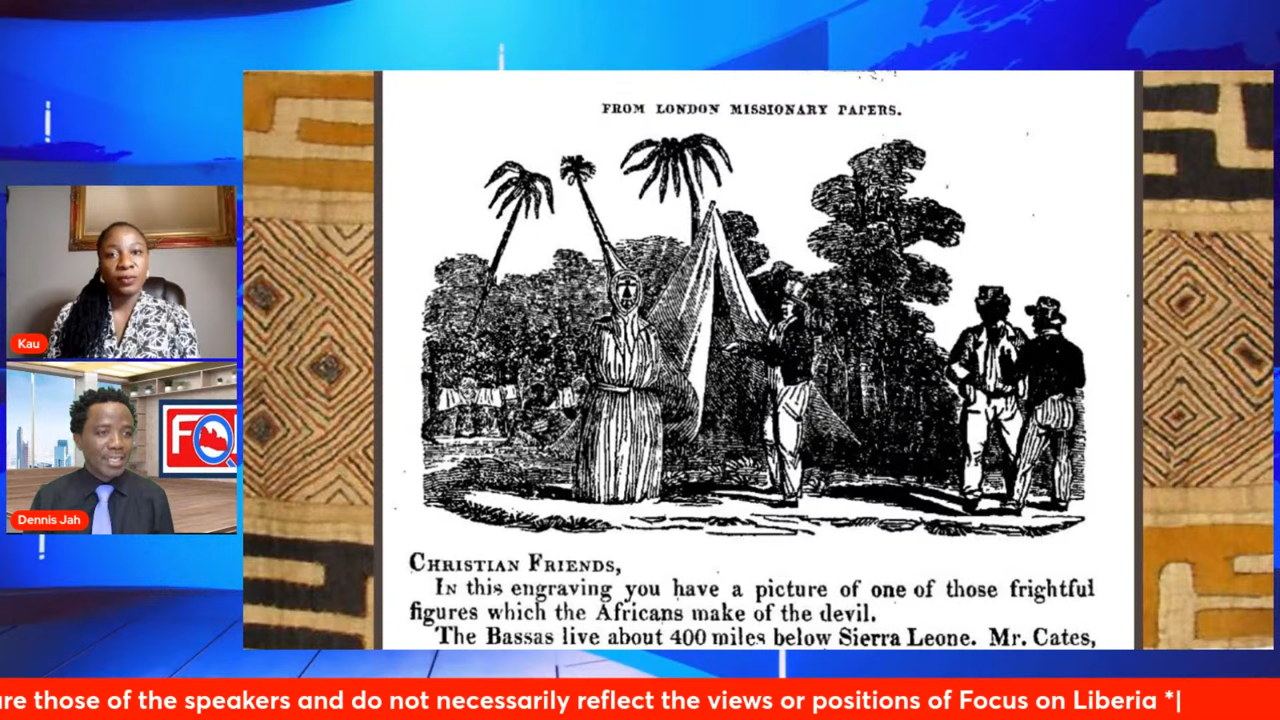 FROM LONDON MISSIONARY PAPERS.
CHRISTIAN FRIENDS,
IN this engraving you have a picture of one of those frightful
figures which the Africans make of the devil.
The Bassas live about 400 miles below Sierra Leone. Mr. Cates,
Kau
Dennis Jah
are those of the speakers and do not necessarily reflect the views or positions of Focus on Liberia *|